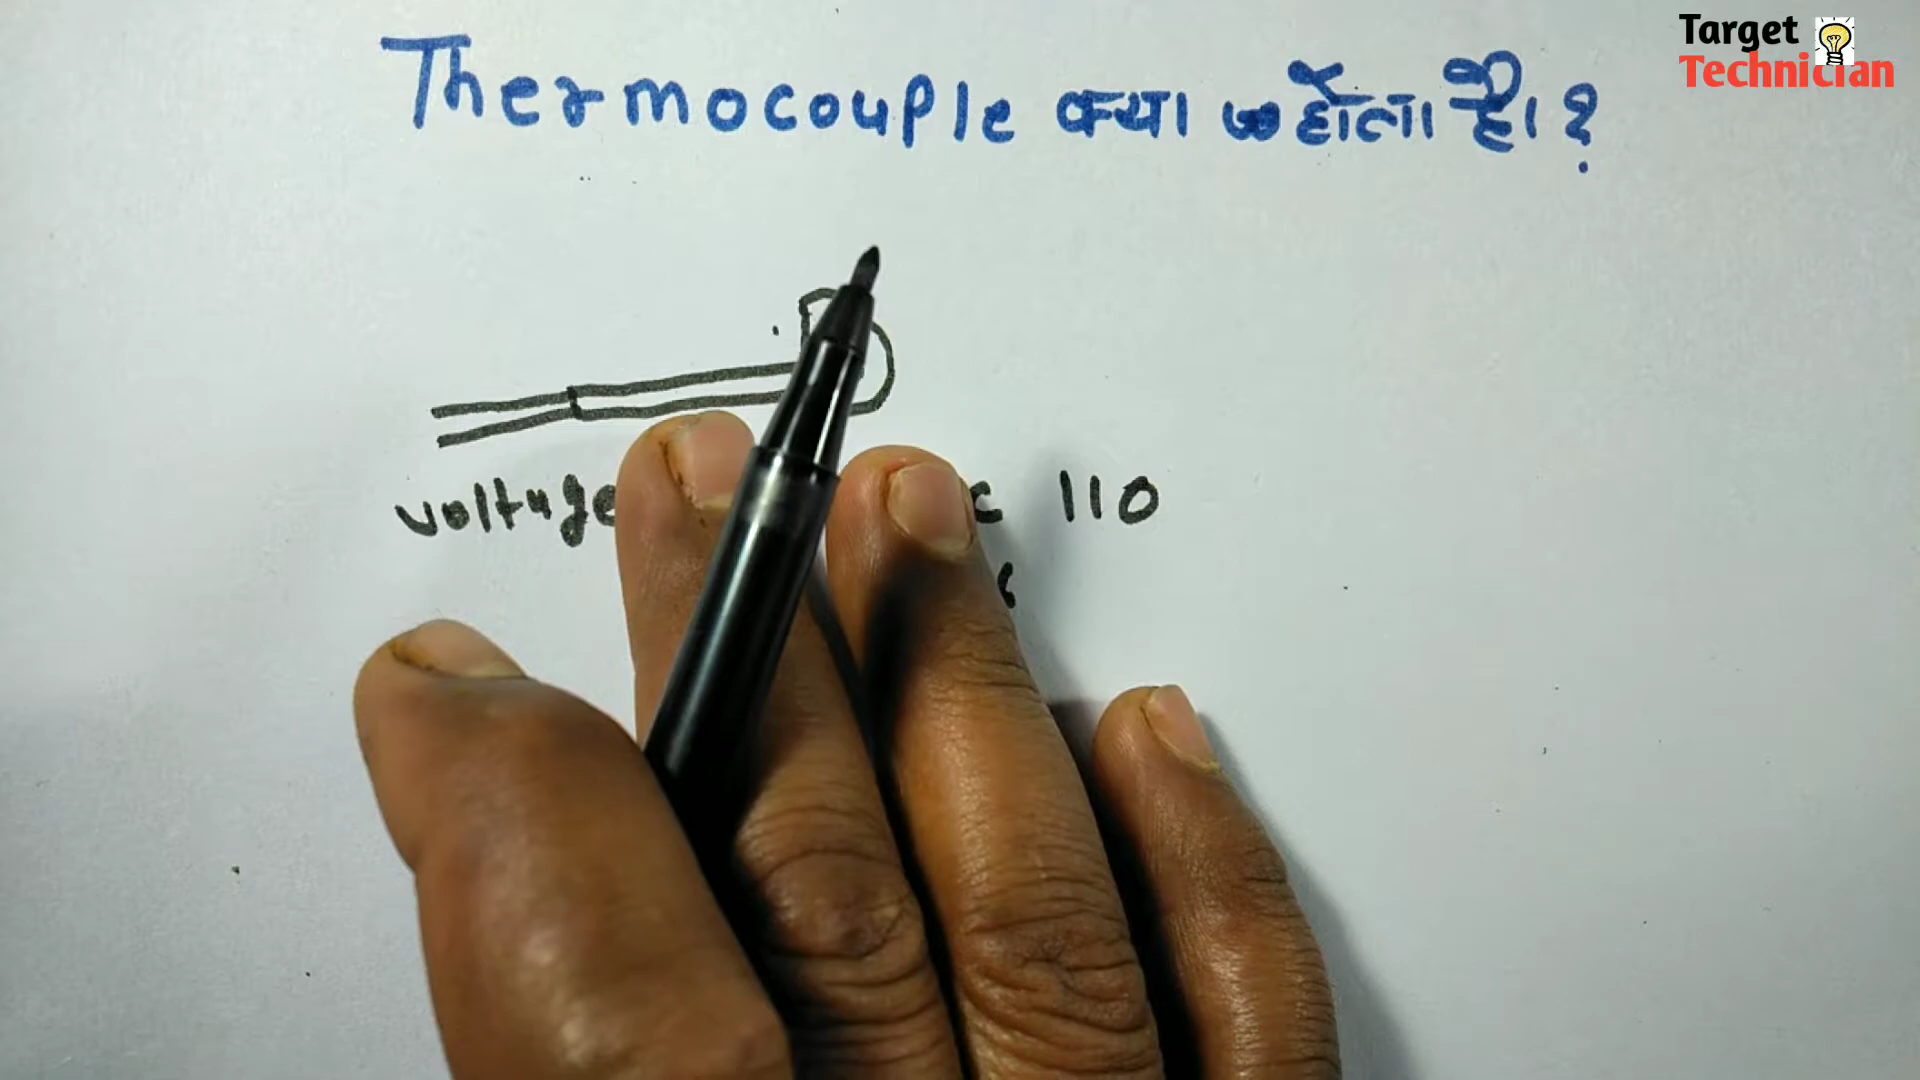 Target
Technician
Thermocouple क्या होता है।?
voltage
110